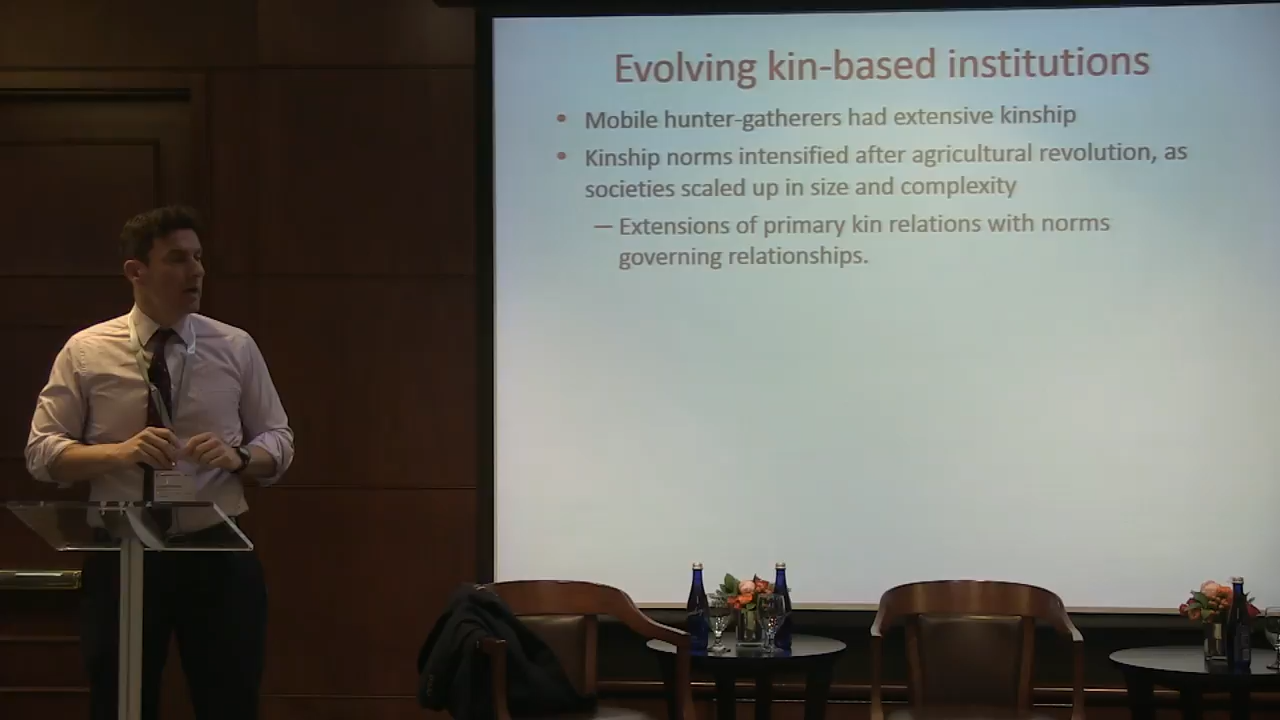 Evolving kin-based institutions
• Mobile hunter-gatherers had extensive kinship
• Kinship norms intensified after agricultural revolution, as
societies scaled up in size and complexity
— Extensions of primary kin relations with norms
governing relationships.